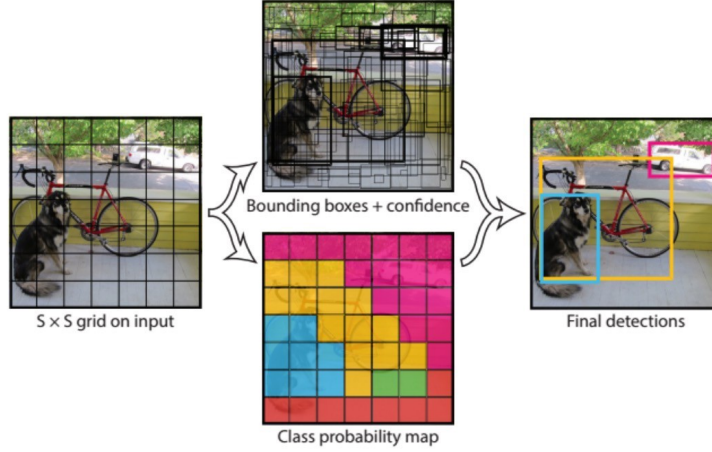 Bounding boxes + confidence
S × S grid on input
Final detections
Class probability map